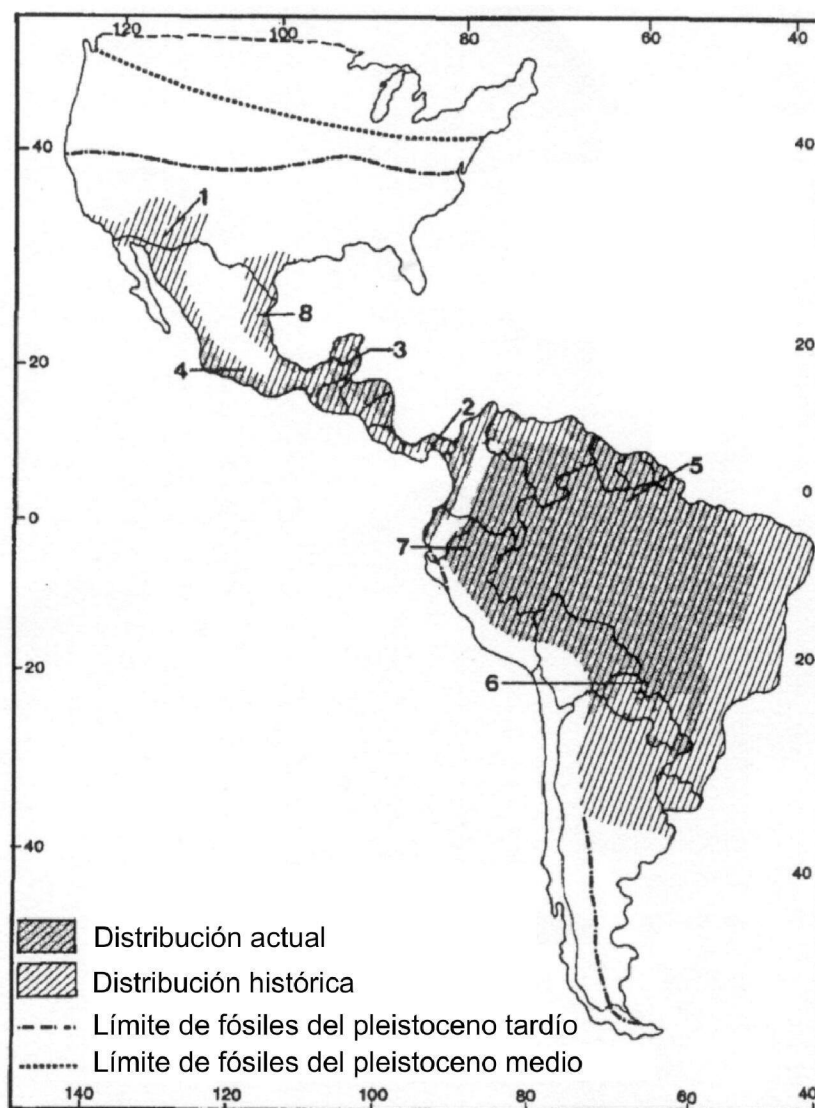 120 100 80 60 40
40 40
1
8
20 3 20
4
2
5
0 0
7
20 20
6
40 40
Distribución actual
Distribución histórica
Límite de fósiles del pleistoceno tardío
Límite de fósiles del pleistoceno medio
140 120 100 80 60 40